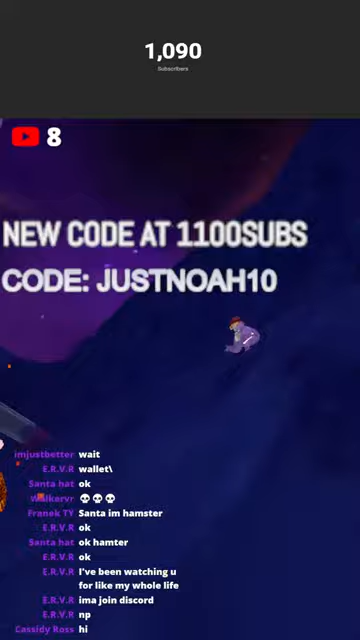 1,090
Subscribers
8
NEW CODE AT 1100SUBS
CODE: JUSTNOAH10
imjustbetter wait
E.R.V.R wallet\
Santa hat ok
Walkervr 💀💀💀
Franek TY Santa im hamster
E.R.V.R ok
Santa hat ok hamter
E.R.V.R ok
E.R.V.R I've been watching u
for like my whole life
E.R.V.R ima join discord
E.R.V.R np
Cassidy Ross hi